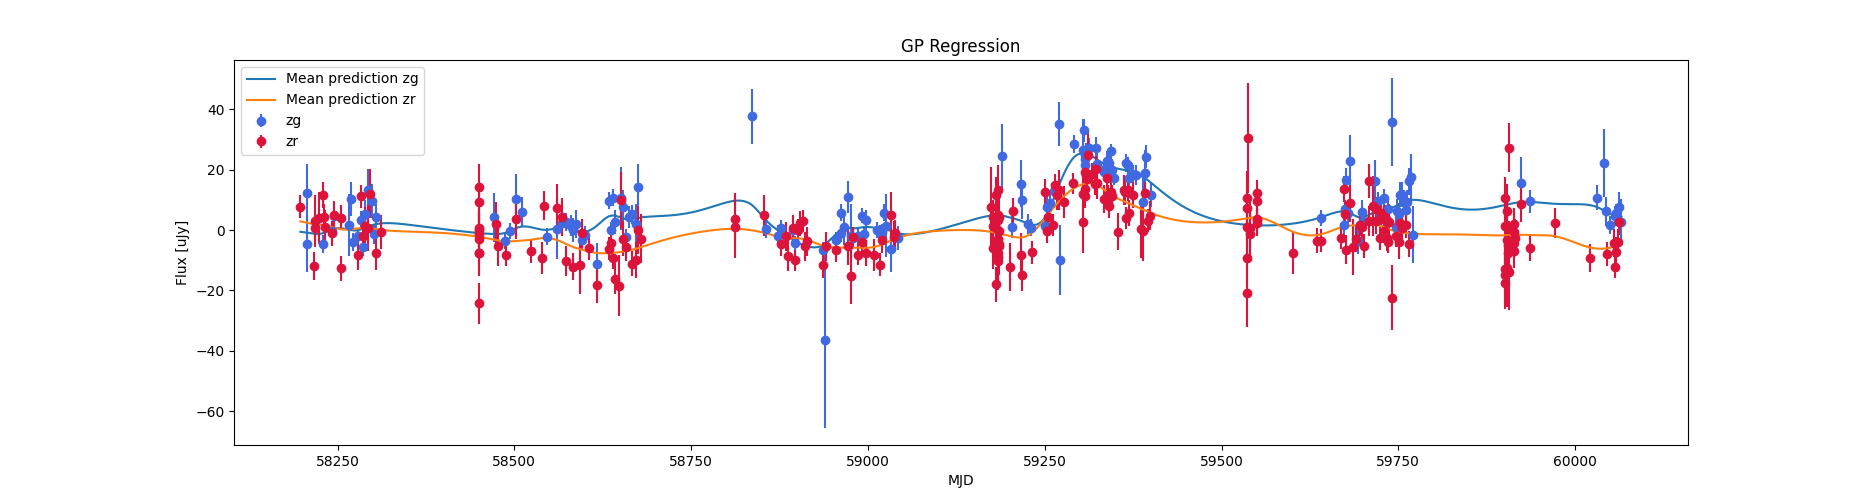 GP Regression
Mean prediction zg
Mean prediction zr
zg
zr
Flux [uJy]
40
20
0
−20
−40
−60
58250 58500 58750 59000 59250 59500 59750 60000
MJD